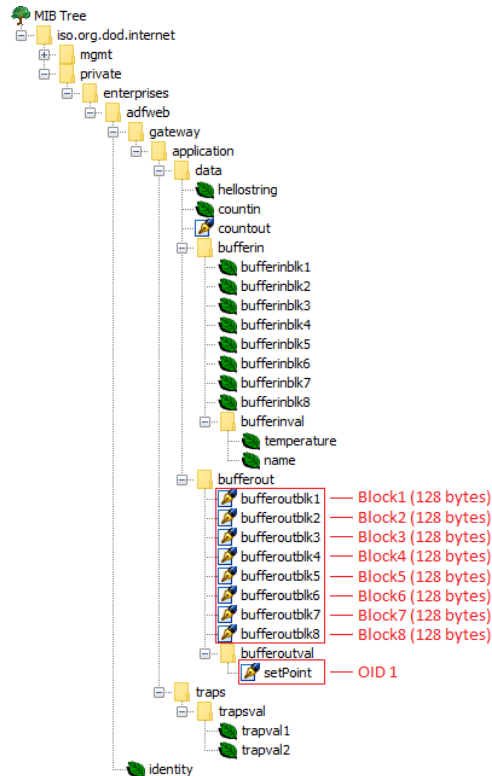 MIB Tree
iso.org.dod.internet
mgmt
private
enterprises
adfweb
gateway
application
data
hellostring
countin
countout
bufferin
bufferinblk1
bufferinblk2
bufferinblk3
bufferinblk4
bufferinblk5
bufferinblk6
bufferinblk7
bufferinblk8
bufferinval
temperature
name
bufferout
bufferoutblk1 Block1 (128 bytes)
bufferoutblk2 Block2 (128 bytes)
bufferoutblk3 Block3 (128 bytes)
bufferoutblk4 Block4 (128 bytes)
bufferoutblk5 Block5 (128 bytes)
bufferoutblk6 Block6 (128 bytes)
bufferoutblk7 Block7 (128 bytes)
bufferoutblk8 Block8 (128 bytes)
bufferoutval
setPoint OID 1
traps
trapsval
trapval1
trapval2
identity